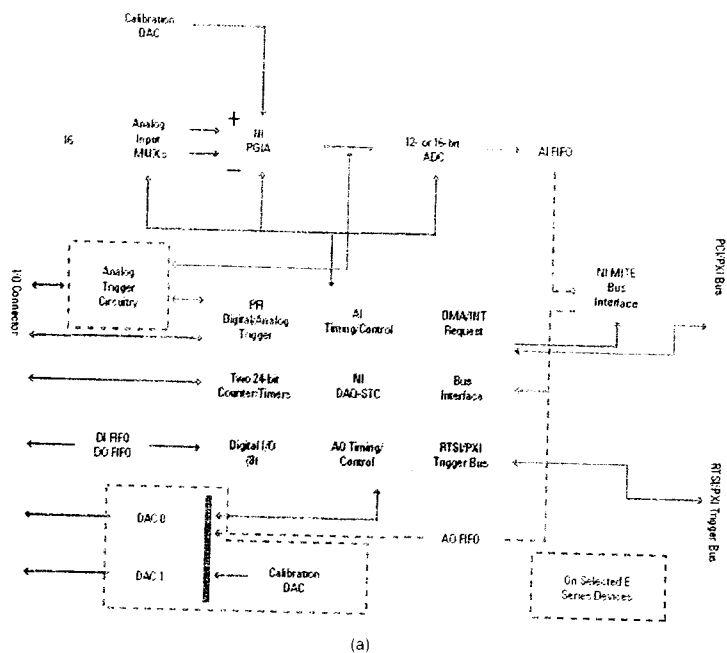 Calibration
DAC
16
Analog
Input
MUXs
+
−
NI
PGIA
12- or 16-bit
ADC
AI FIFO
I/O Connector
Analog
Trigger
Circuitry
PFI
Digital/Analog
Trigger
AI
Timing/Control
DMA/INT
Request
NI MITE
Bus
Interface
PCI/PXI Bus
Two 24-bit
Counter/Timers
NI
DAQ-STC
Bus
Interface
DI FIFO
DO FIFO
Digital I/O
(8)
AO Timing/
Control
RTSI/PXI
Trigger Bus
RTSI/PXI Trigger Bus
DAC 0
AO FIFO
DAC 1
Calibration
DAC
On Selected E
Series Devices
(a)